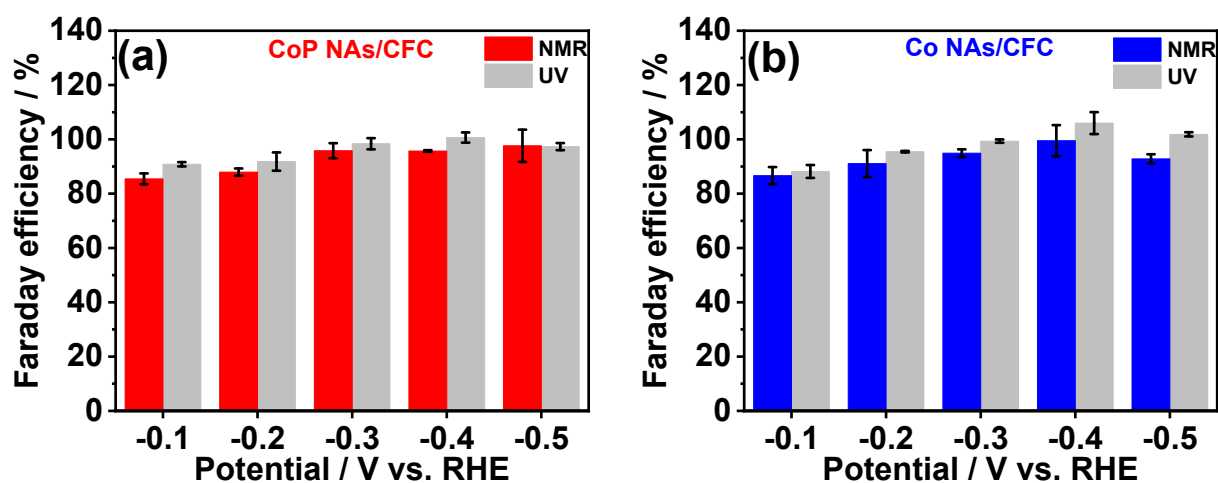 (a)
CoP NAs/CFC
NMR
UV
Faraday efficiency / %
140
120
100
80
60
40
20
0
-0.1 -0.2 -0.3 -0.4 -0.5
Potential / V vs. RHE
(b)
Co NAs/CFC
NMR
UV
Faraday efficiency / %
140
120
100
80
60
40
20
0
-0.1 -0.2 -0.3 -0.4 -0.5
Potential / V vs. RHE